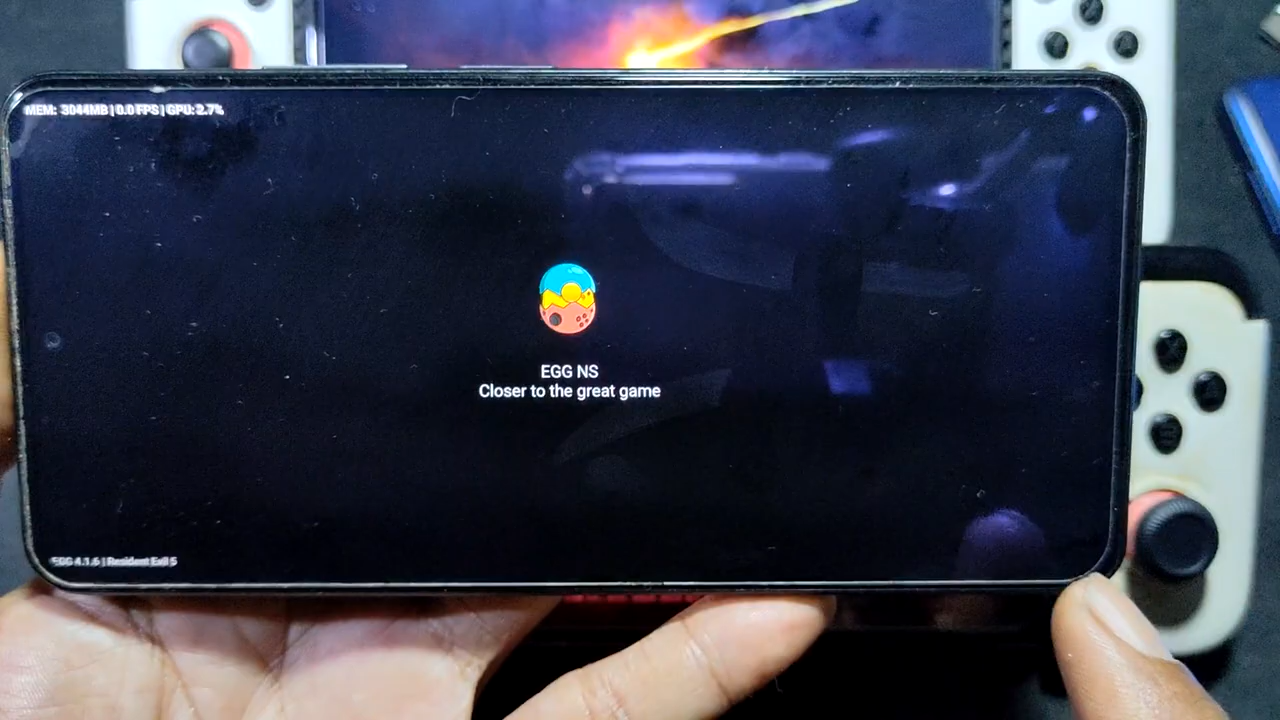 MEM: 3044MB | 0.0 FPS | GPU: 2.7%
EGG NS
Closer to the great game
EGG 4.1.6 | Resident Evil 5